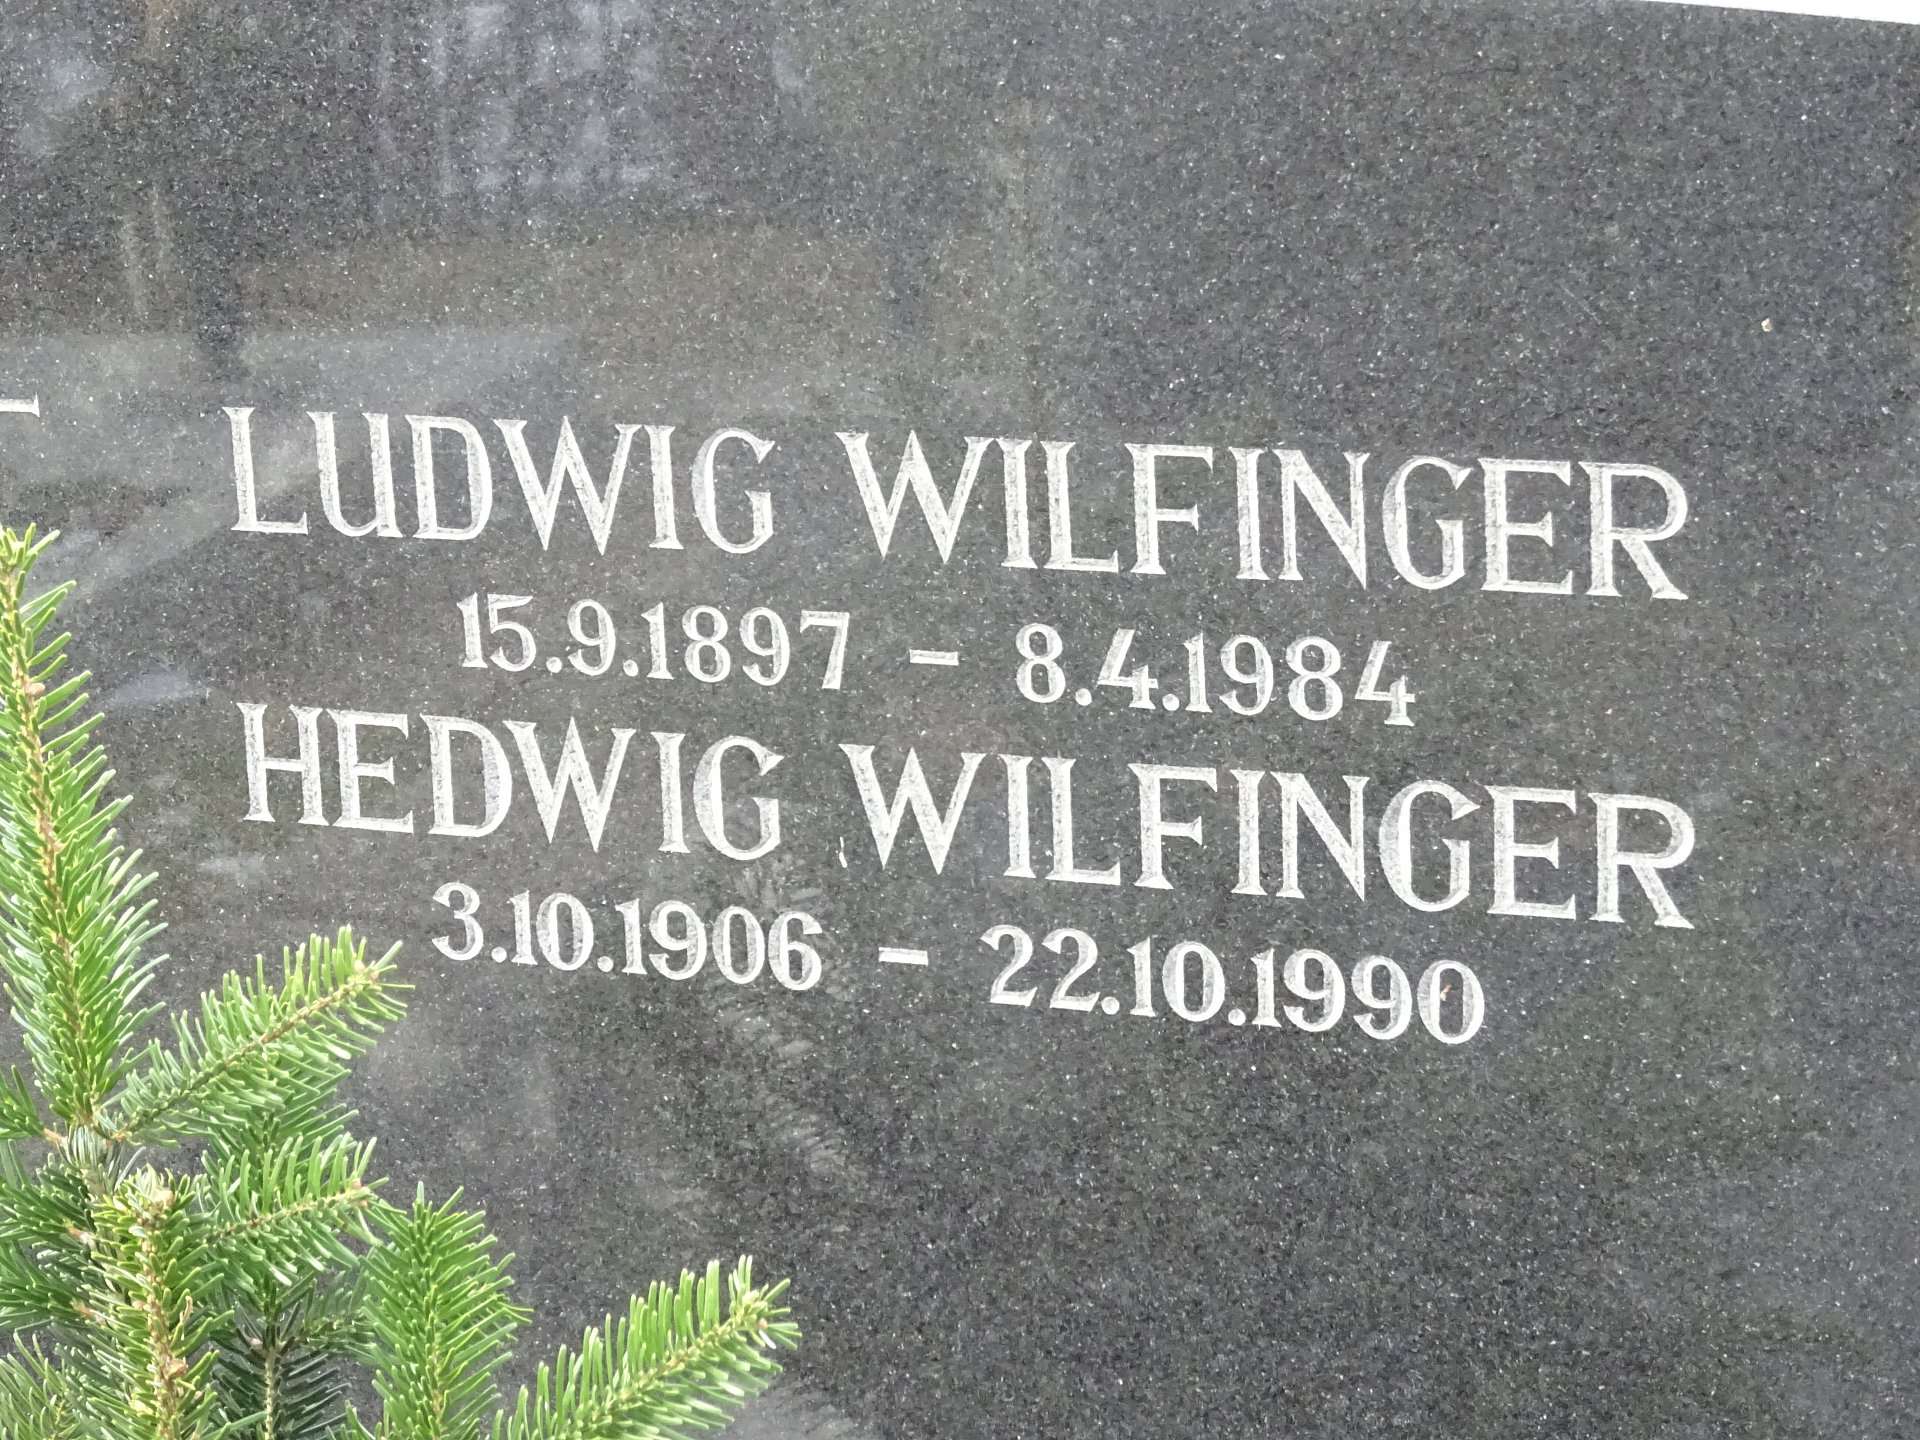 LUDWIG WILFINGER
15.9.1897 - 8.4.1984
HEDWIG WILFINGER
3.10.1906 - 22.10.1990